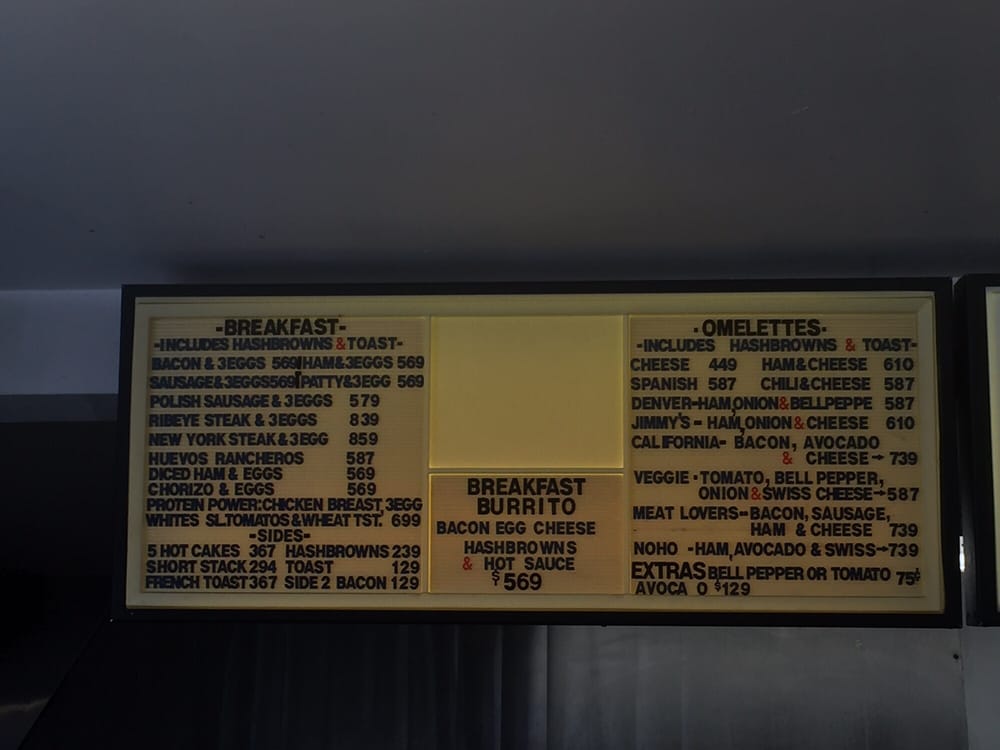 -BREAKFAST-
-INCLUDES HASHBROWNS & TOAST-
BACON & 3EGGS 569 HAM&3EGGS 569
SAUSAGE&3EGGS569 PATTY&3EGG 569
POLISH SAUSAGE & 3EGGS 579
RIBEYE STEAK & 3EGGS 839
NEW YORK STEAK & 3EGG 859
HUEVOS RANCHEROS 587
DICED HAM & EGGS 569
CHORIZO & EGGS 569
PROTEIN POWER:CHICKEN BREAST,3EGG
WHITES SL.TOMATOS &WHEAT TST. 699
-SIDES-
5 HOT CAKES 367 HASHBROWNS 239
SHORT STACK 294 TOAST 129
FRENCH TOAST 367 SIDE 2 BACON 129
BREAKFAST
BURRITO
BACON EGG CHEESE
HASHBROWNS
& HOT SAUCE
$569
-OMELETTES-
-INCLUDES HASHBROWNS & TOAST-
CHEESE 449 HAM&CHEESE 610
SPANISH 587 CHILI&CHEESE 587
DENVER-HAM,ONION&BELLPEPPE 587
JIMMY'S - HAM,ONION & CHEESE 610
CALIFORNIA- BACON, AVOCADO
& CHEESE- 739
VEGGIE - TOMATO, BELL PEPPER,
ONION & SWISS CHEESE-587
MEAT LOVERS-BACON, SAUSAGE,
HAM & CHEESE 739
NOHO -HAM,AVOCADO & SWISS-739
EXTRAS BELL PEPPER OR TOMATO 75¢
AVOCA O $129